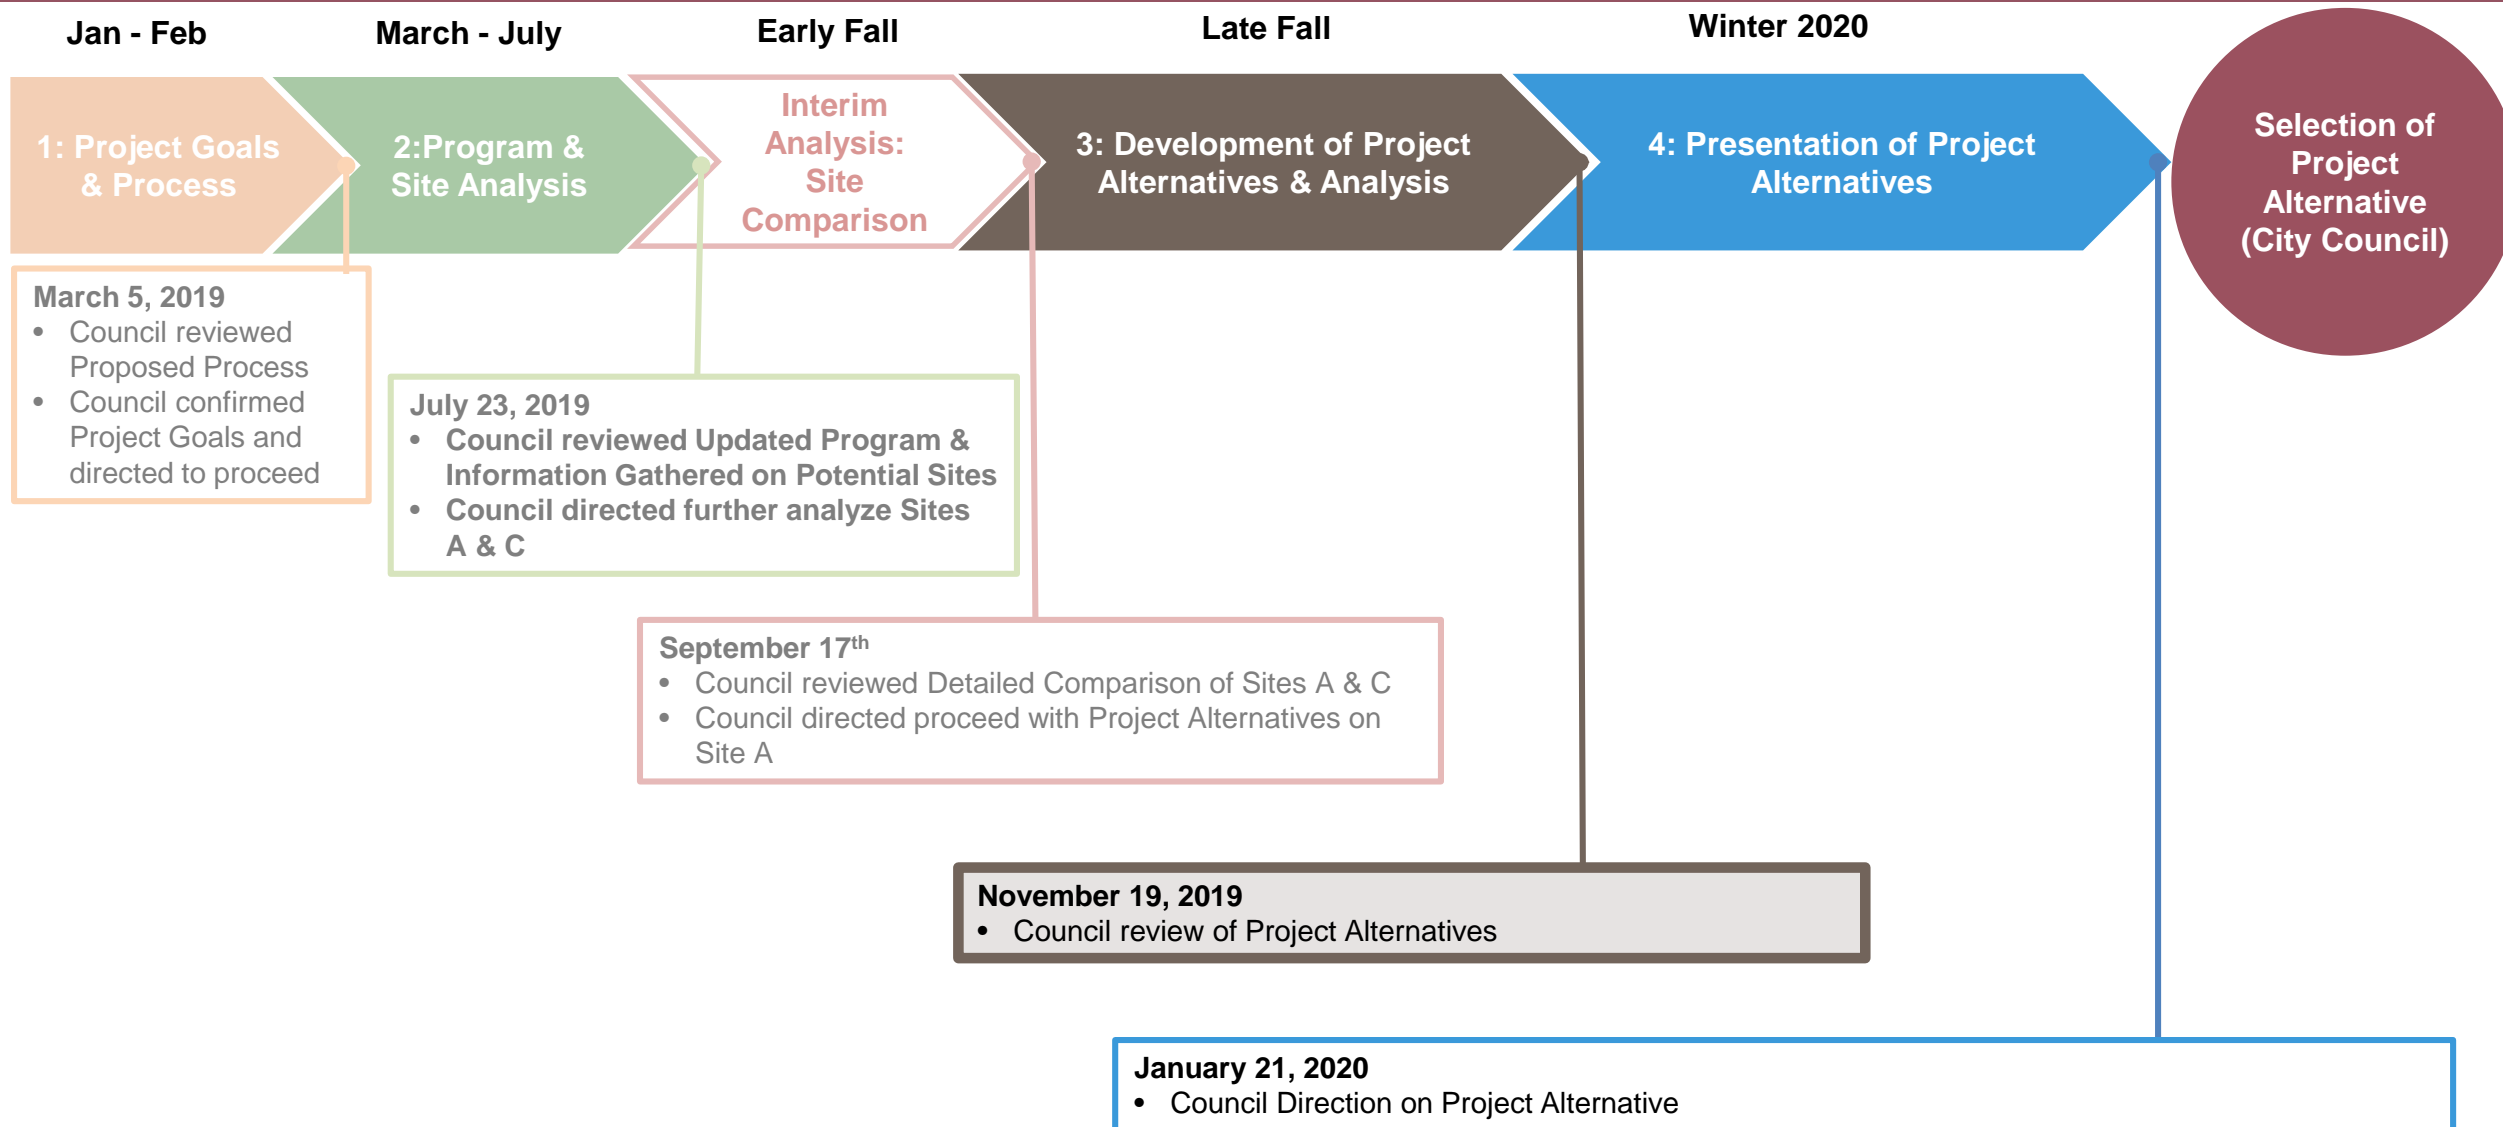 Jan - Feb
March - July
Early Fall
Late Fall
Winter 2020
1: Project Goals
& Process
2:Program &
Site Analysis
Interim
Analysis:
Site
Comparison
3: Development of Project
Alternatives & Analysis
4: Presentation of Project
Alternatives
Selection of
Project
Alternative
(City Council)
March 5, 2019
• Council reviewed
Proposed Process
• Council confirmed
Project Goals and
directed to proceed
July 23, 2019
• Council reviewed Updated Program &
Information Gathered on Potential Sites
• Council directed further analyze Sites
A & C
September 17th
• Council reviewed Detailed Comparison of Sites A & C
• Council directed proceed with Project Alternatives on
Site A
November 19, 2019
• Council review of Project Alternatives
January 21, 2020
• Council Direction on Project Alternative